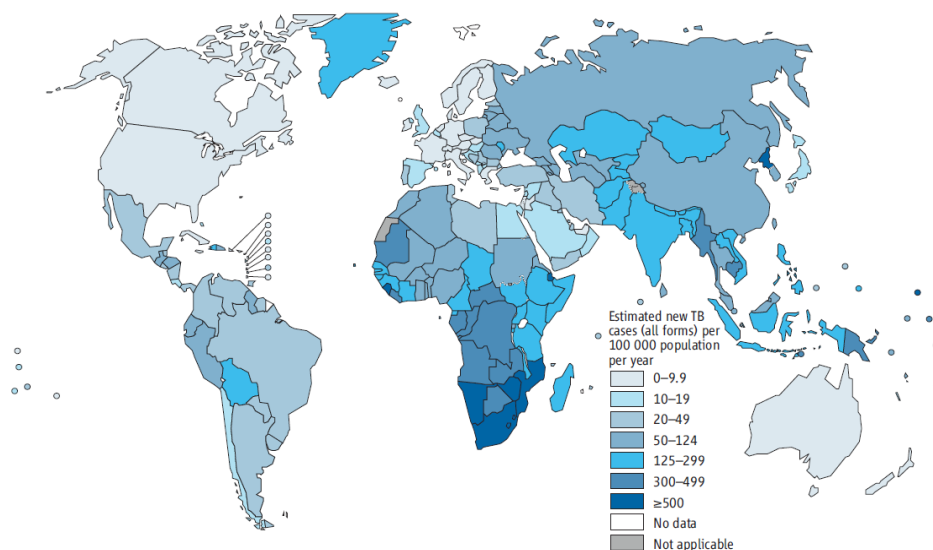 Estimated new TB
cases (all forms) per
100 000 population
per year
0–9.9
10–19
20–49
50–124
125–299
300–499
≥500
No data
Not applicable